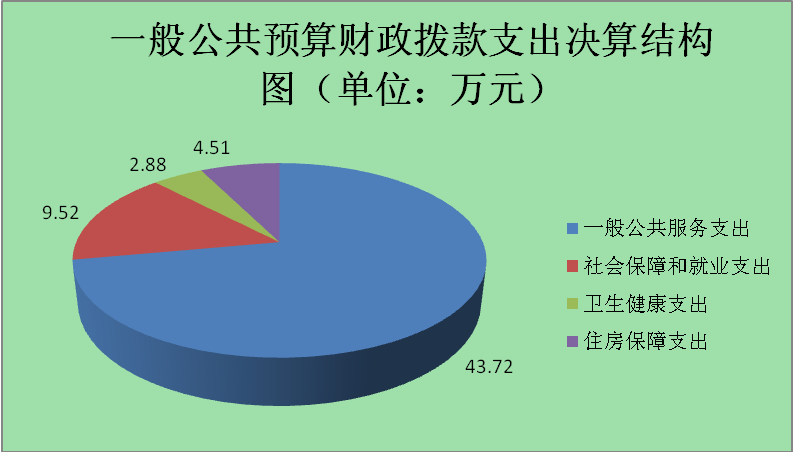 一般公共预算财政拨款支出决算结构
图（单位：万元）
4.51
2.88
9.52
一般公共服务支出
社会保障和就业支出
卫生健康支出
住房保障支出
43.72